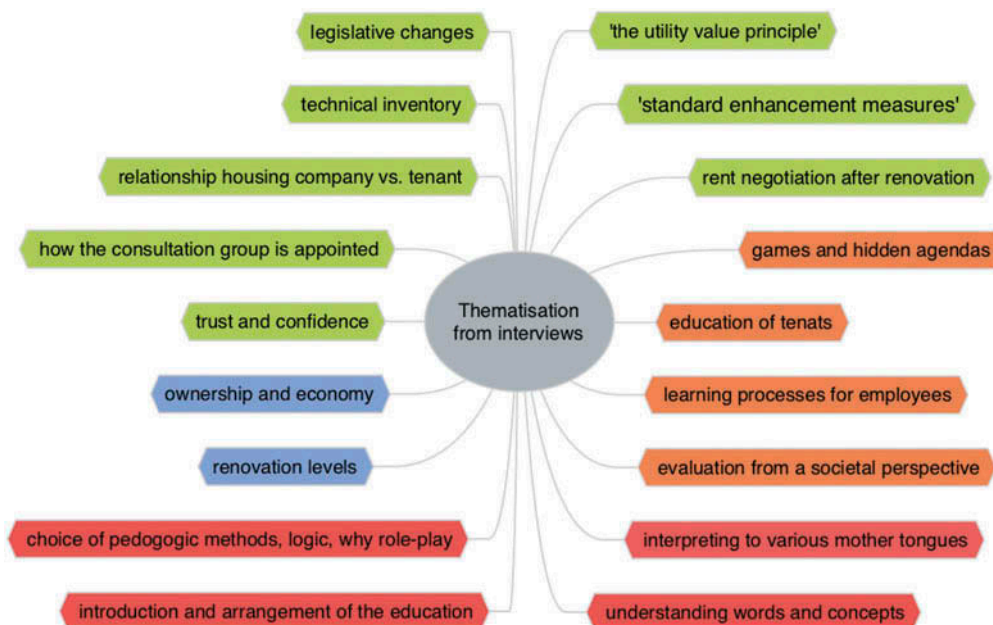 legislative changes
technical inventory
relationship housing company vs. tenant
how the consultation group is appointed
trust and confidence
ownership and economy
renovation levels
choice of pedogogic methods, logic, why role-play
introduction and arrangement of the education
Thematisation
from interviews
'the utility value principle'
'standard enhancement measures'
rent negotiation after renovation
games and hidden agendas
education of tenats
learning processes for employees
evaluation from a societal perspective
interpreting to various mother tongues
understanding words and concepts